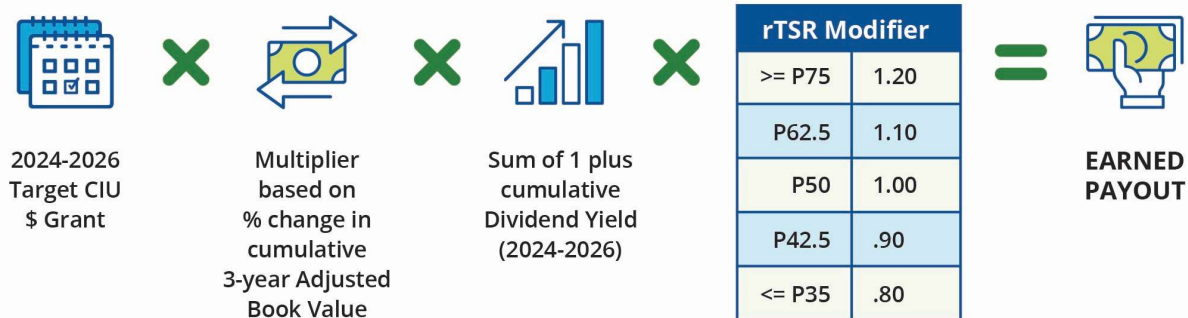 2024-2026
Target CIU
$ Grant
Multiplier
based on
% change in
cumulative
3-year Adjusted
Book Value
Sum of 1 plus
cumulative
Dividend Yield
(2024-2026)
rTSR Modifier
>= P75 1.20
P62.5 1.10
P50 1.00
P42.5 .90
<= P35 .80
EARNED
PAYOUT